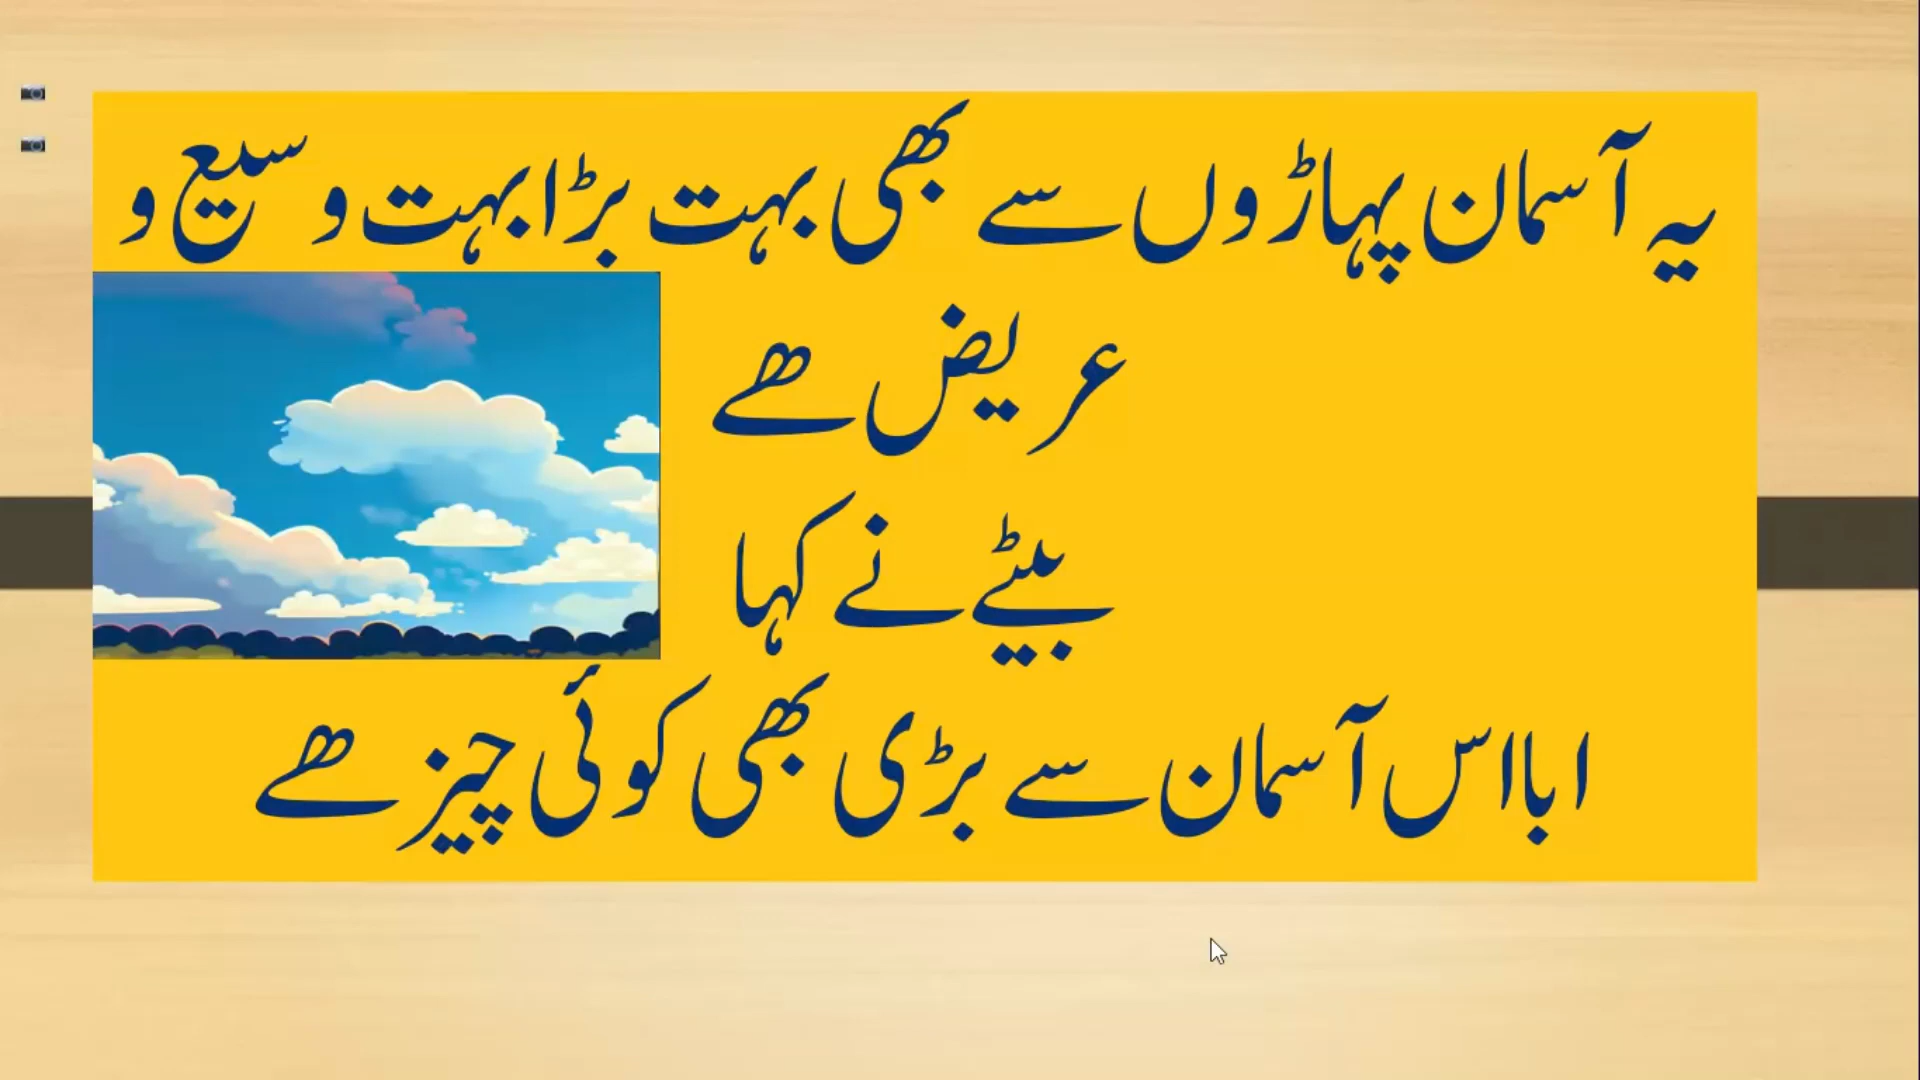 یہ آسمان پہاڑوں سے بھی بہت بڑا بہت وسیع و
عریض ھے
بیٹے نے کہا
ابا اس آسمان سے بڑی بھی کوئی چیز ھے